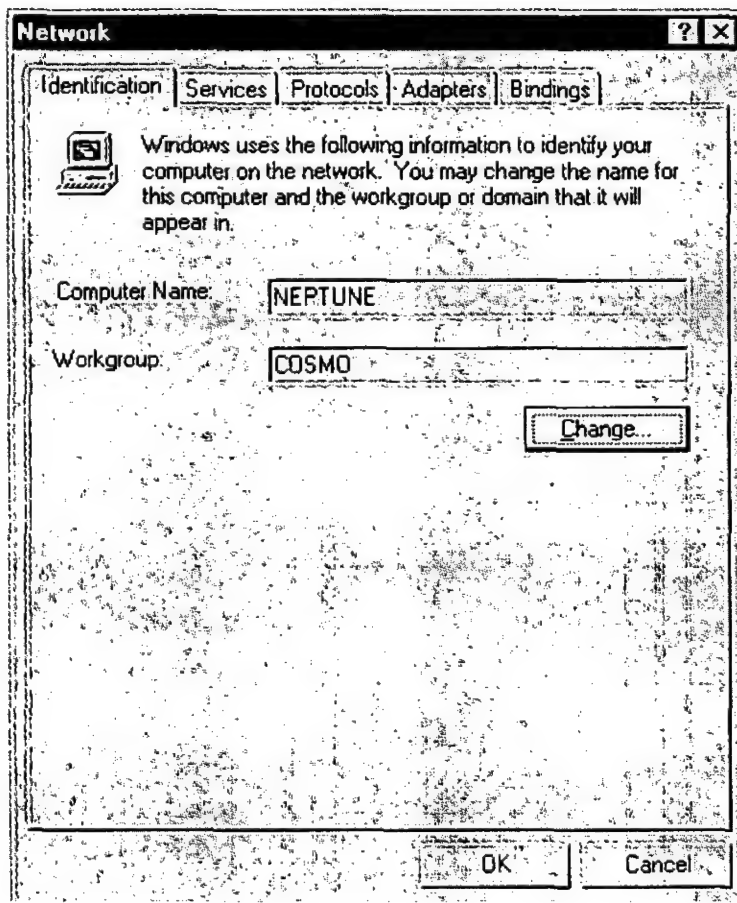 Network
Identification Services Protocols Adapters Bindings
Windows uses the following information to identify your
computer on the network. You may change the name for
this computer and the workgroup or domain that it will
appear in.
Computer Name: NEPTUNE
Workgroup: COSMO
Change...
OK Cancel